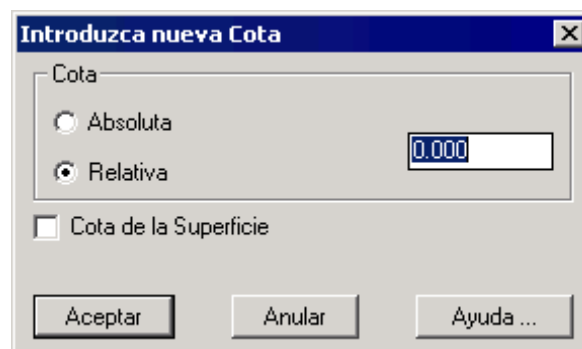 Introduzca nueva Cota
Cota
Absoluta
0.000
Relativa
Cota de la Superficie
Aceptar Anular Ayuda ...